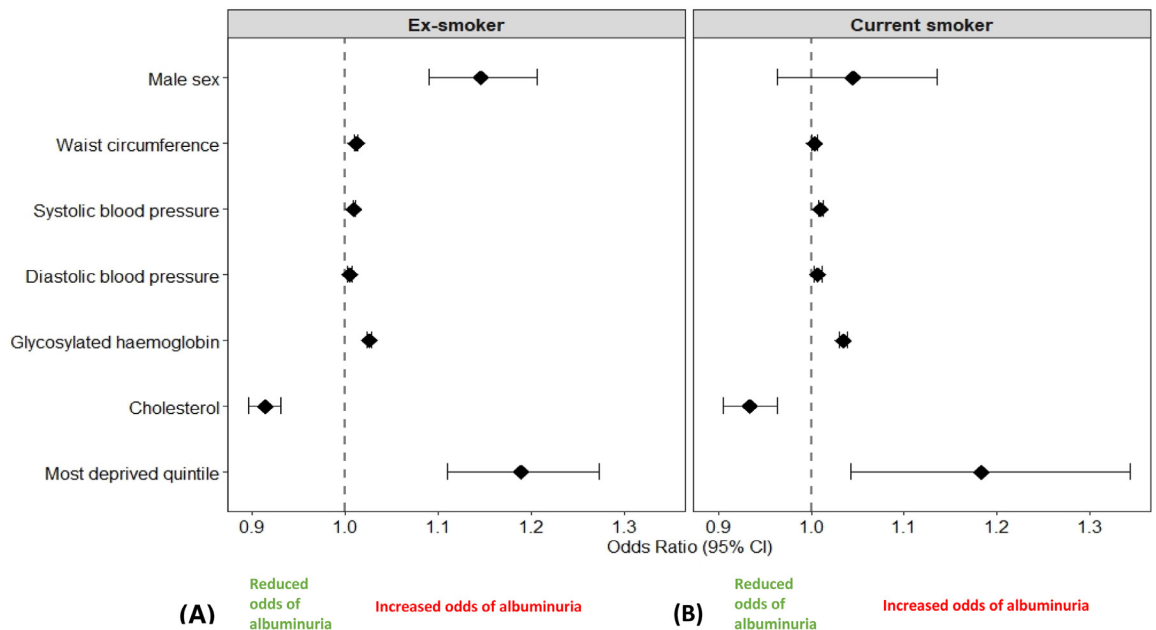 Ex-smoker
Current smoker
Male sex
Waist circumference
Systolic blood pressure
Diastolic blood pressure
Glycosylated haemoglobin
Cholesterol
Most deprived quintile
0.9 1.0 1.1 1.2 1.3
0.9 1.0 1.1 1.2 1.3
Odds Ratio (95% CI)
(A)
Reduced
odds of
albuminuria
Increased odds of albuminuria
(B)
Reduced
odds of
albuminuria
Increased odds of albuminuria